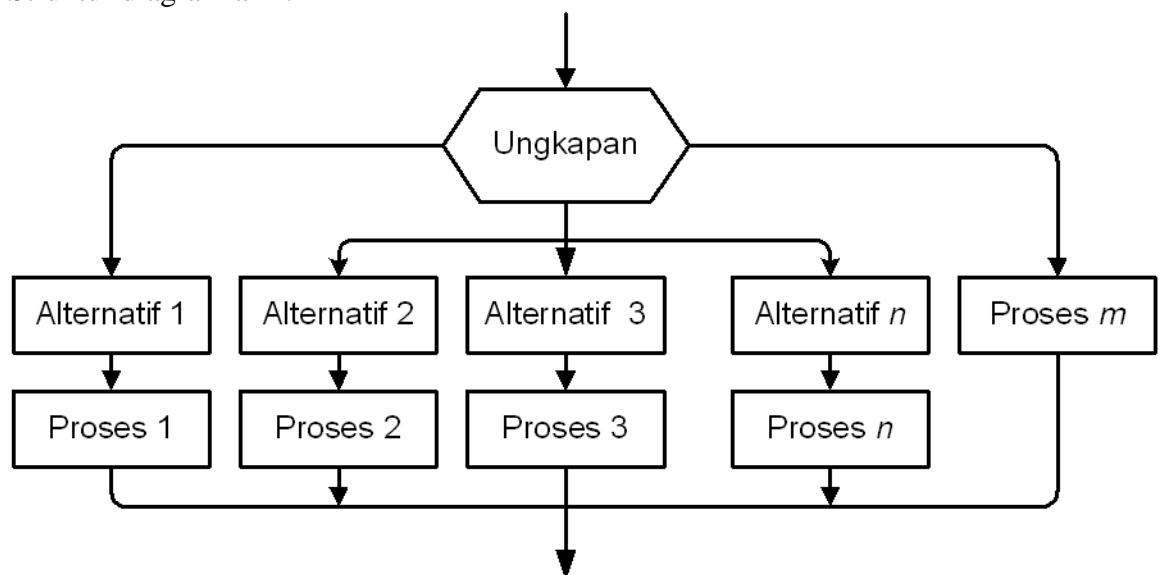 Ungkapan
Alternatif 1
Alternatif 2
Alternatif 3
Alternatif n
Proses m
Proses 1
Proses 2
Proses 3
Proses n